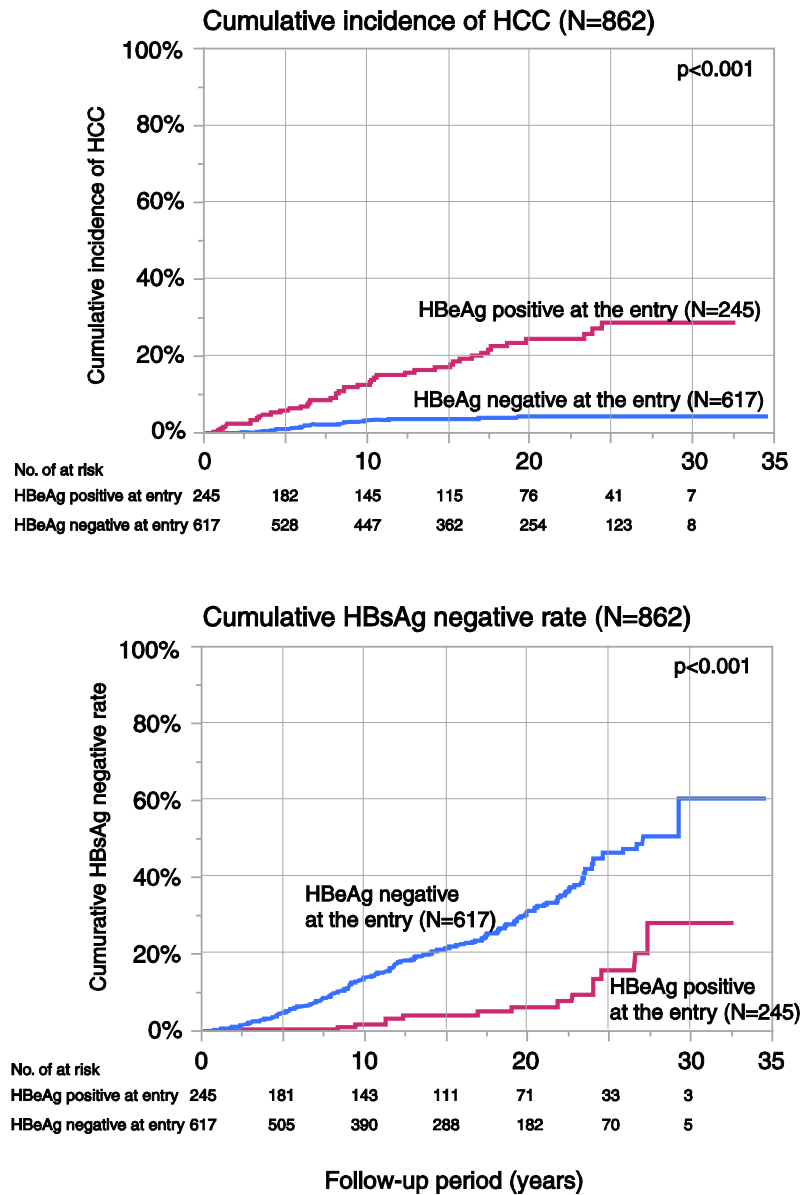 Cumulative incidence of HCC (N=862)
100%
p<0.001
80%
60%
40%
20%
0%
Cumulative incidence of HCC
HBeAg positive at the entry (N=245)
HBeAg negative at the entry (N=617)
0 10 20 30 35
No. of at risk
HBeAg positive at entry 245 182 145 115 76 41 7
HBeAg negative at entry 617 528 447 362 254 123 8
Cumulative HBsAg negative rate (N=862)
100%
p<0.001
80%
60%
40%
20%
0%
Cumurative HBsAg negative rate
HBeAg negative
at the entry (N=617)
HBeAg positive
at the entry (N=245)
0 10 20 30 35
No. of at risk
HBeAg positive at entry 245 181 143 111 71 33 3
HBeAg negative at entry 617 505 390 288 182 70 5
Follow-up period (years)